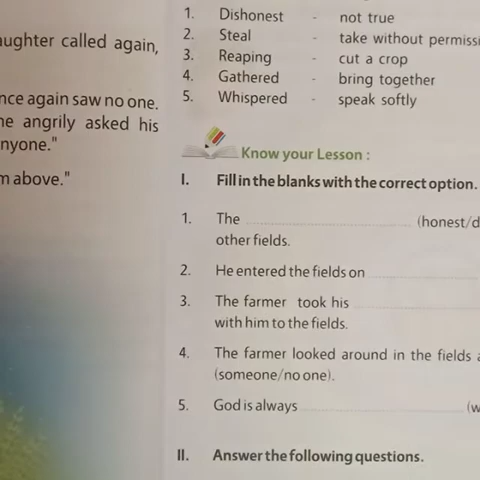 aughter called again,
nce again saw no one.
he angrily asked his
nyone."
m above."
1. Dishonest - not true
2. Steal - take without permissi
3. Reaping - cut a crop
4. Gathered - bring together
5. Whispered - speak softly
Know your Lesson :
I. Fill in the blanks with the correct option.
1. The .................... (honest/d
other fields.
2. He entered the fields on ....................
3. The farmer took his ....................
with him to the fields.
4. The farmer looked around in the fields a
(someone/no one).
5. God is always .................... (w
II. Answer the following questions.